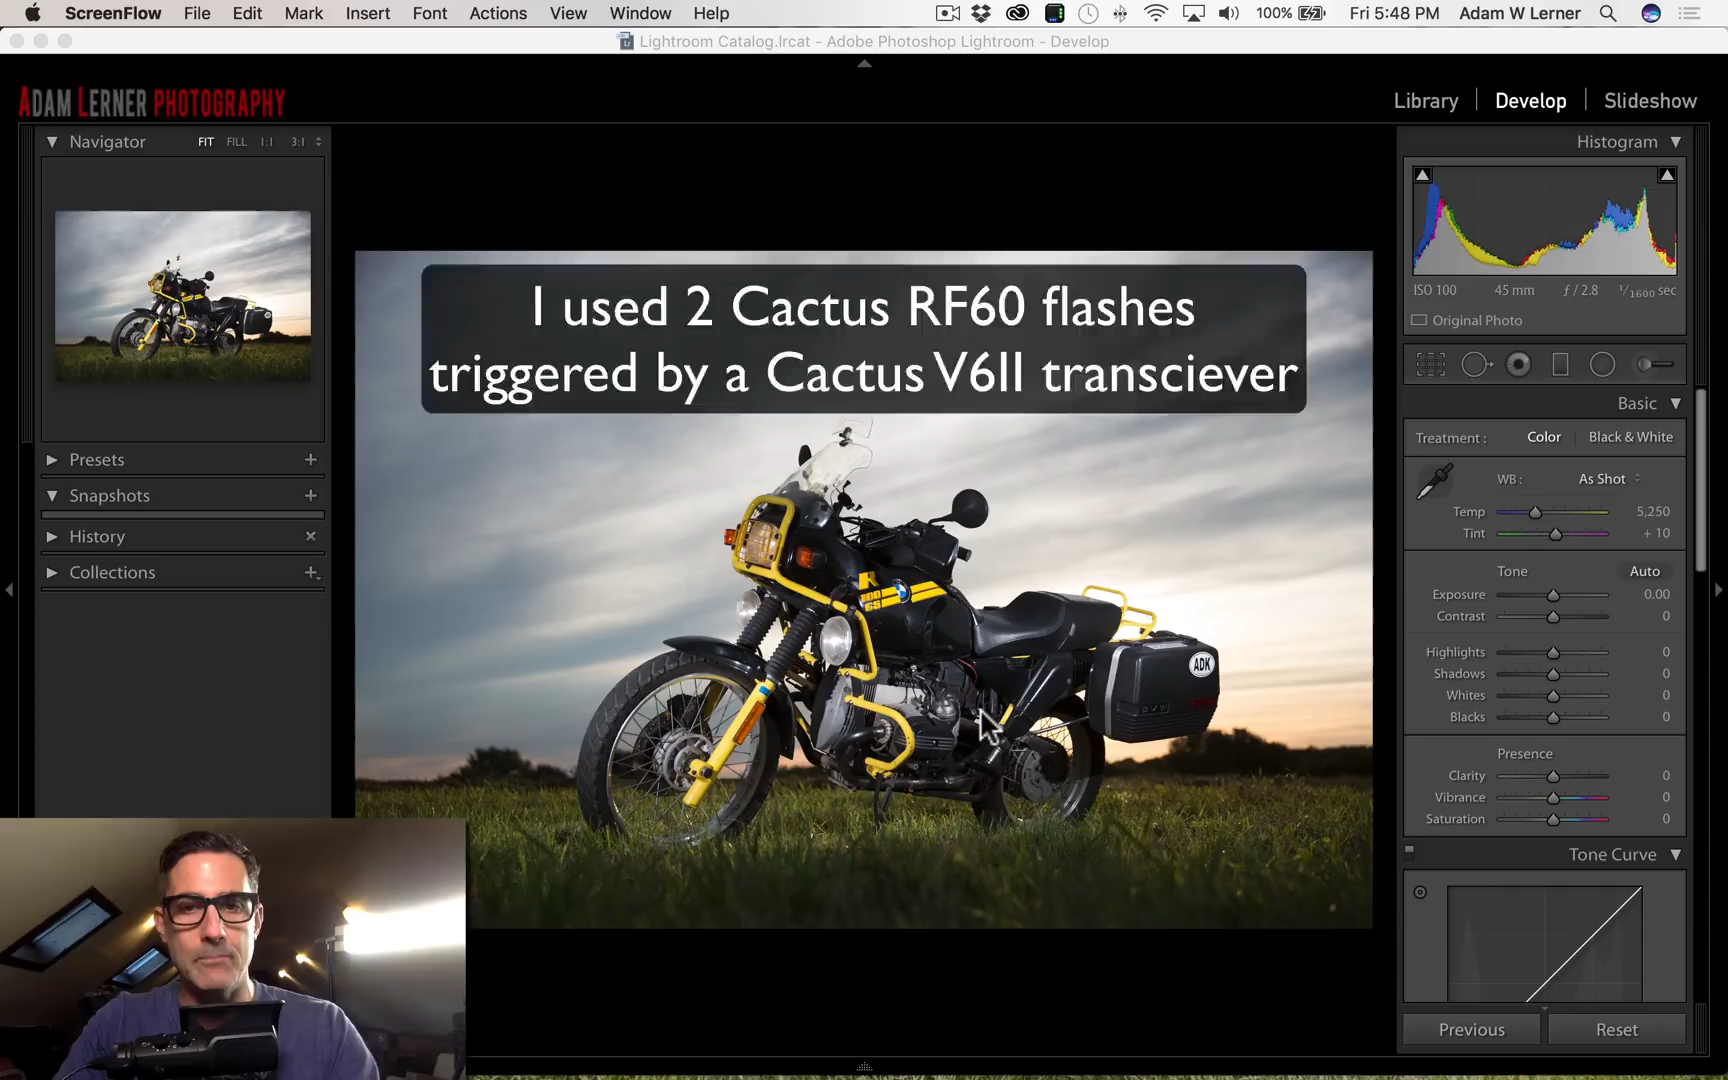 ScreenFlow File Edit Mark Insert Font Actions View Window Help 100% Fri 5:48 PM Adam W Lerner
Lightroom Catalog.lrcat - Adobe Photoshop Lightroom - Develop
ADAM LERNER PHOTOGRAPHY
Library | Develop | Slideshow
Navigator FIT FILL 1:1 3:1
Presets
Snapshots
History
Collections
I used 2 Cactus RF60 flashes
triggered by a Cactus V6II transciever
ADK
Histogram
ISO 100 45 mm ƒ / 2.8 1/1600 sec
Original Photo
Basic
Treatment : Color Black & White
WB : As Shot
Temp 5,250
Tint + 10
Tone Auto
Exposure 0.00
Contrast 0
Highlights 0
Shadows 0
Whites 0
Blacks 0
Presence
Clarity 0
Vibrance 0
Saturation 0
Tone Curve
Previous Reset